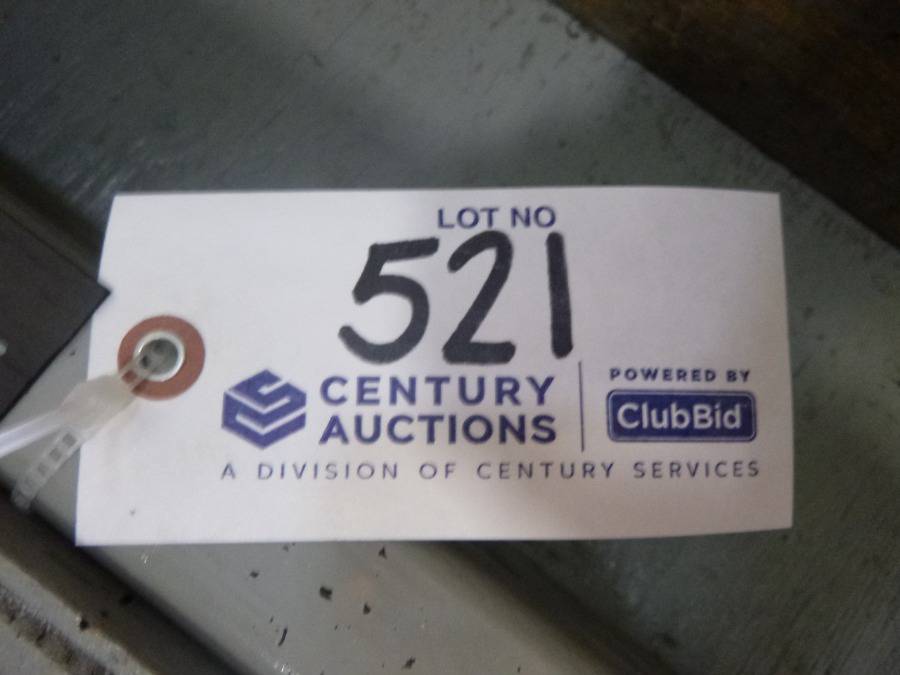 LOT NO
521
CENTURY
AUCTIONS
POWERED BY
ClubBid
A DIVISION OF CENTURY SERVICES